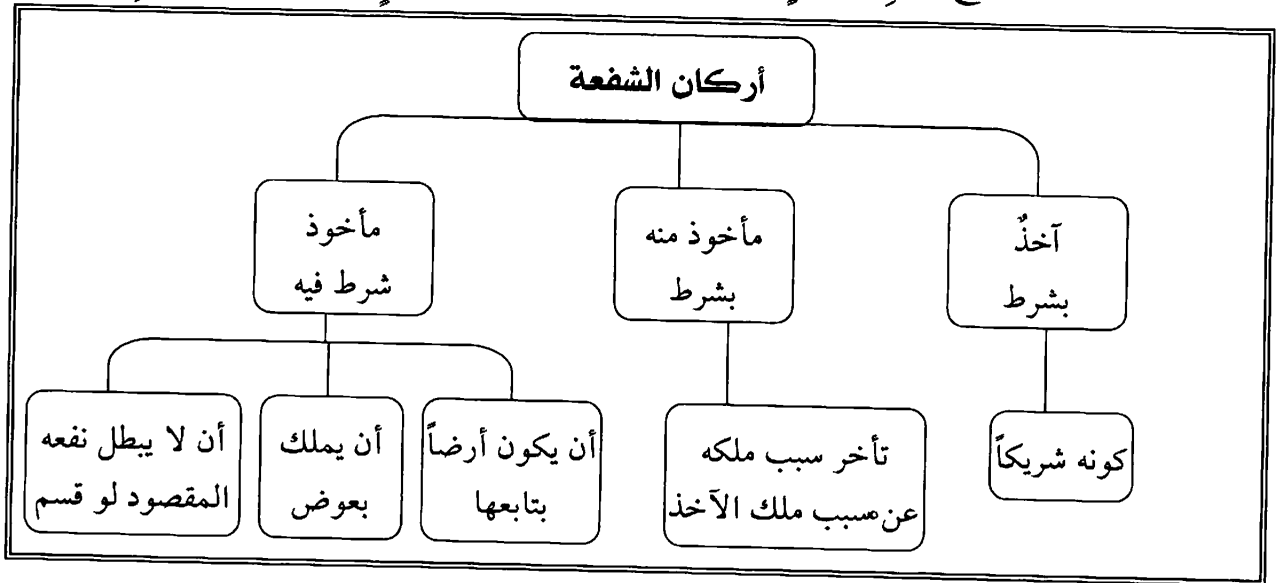 أركان الشفعة
آخذٌ
بشرط
مأخوذ منه
بشرط
مأخوذ
شرط فيه
كونه شريكاً
تأخر سبب ملكه
عن سبب ملك الآخذ
أن يكون أرضاً
بتابعها
أن يملك
بعوض
أن لا يبطل نفعه
المقصود لو قسم